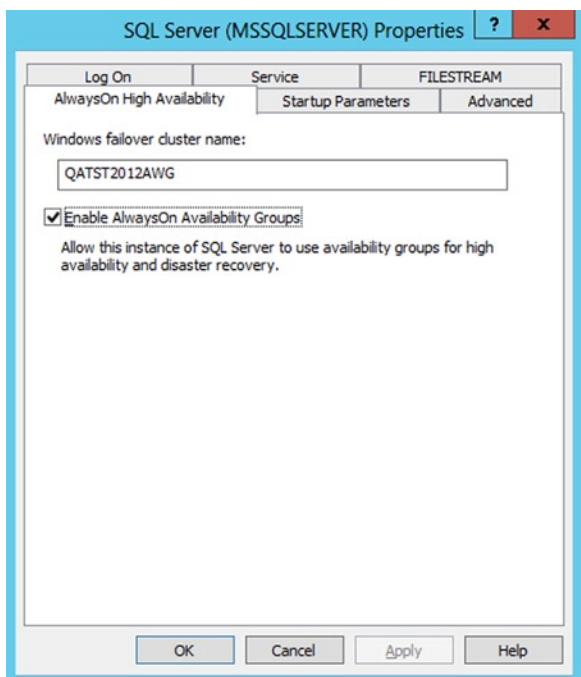 SQL Server (MSSQLSERVER) Properties ? x
Log On Service FILESTREAM
AlwaysOn High Availability Startup Parameters Advanced
Windows failover cluster name:
QATST2012AWG
Enable AlwaysOn Availability Groups
Allow this instance of SQL Server to use availability groups for high
availability and disaster recovery.
OK Cancel Apply Help